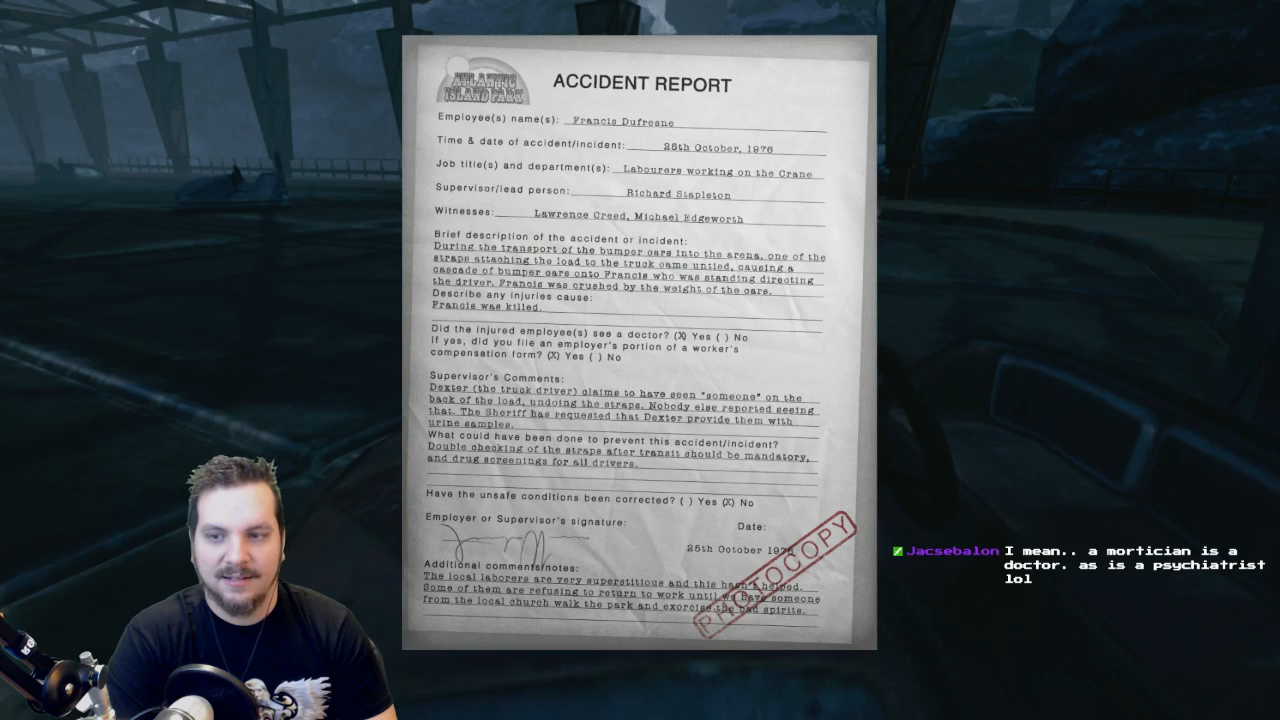 ATLANTIC
ISLAND PARK
ACCIDENT REPORT
Employee(s) name(s): Francis Dufresne
Time & date of accident/incident: 25th October, 1976
Job title(s) and department(s): Labourers working on the Crane
Supervisor/lead person: Richard Stapleton
Witnesses: Lawrence Creed, Michael Edgeworth
Brief description of the accident or incident:
During the transport of the bumper cars into the arena, one of the
straps attaching the load to the truck came untied, causing a
cascade of bumper cars onto Francis who was standing directing
the driver. Francis was crushed by the weight of the cars.
Describe any injuries cause:
Francis was killed.
Did the injured employee(s) see a doctor? (X) Yes ( ) No
If yes, did you file an employer's portion of a worker's
compensation form? (X) Yes ( ) No
Supervisor's Comments:
Dexter (the truck driver) claims to have seen "someone" on the
back of the load, undoing the straps. Nobody else reported seeing
that. The Sheriff has requested that Dexter provide them with
urine samples.
What could have been done to prevent this accident/incident?
Double checking of the straps after transit should be mandatory,
and drug screenings for all drivers.
Have the unsafe conditions been corrected? ( ) Yes (X) No
Employer or Supervisor's signature:
Date:
25th October 1976
PHOTOCOPY
Additional comments/notes:
The local laborers are very superstitious and this hasn't helped.
Some of them are refusing to return to work until we have someone
from the local church walk the park and exorcise the bad spirits.
Jacsebalon I mean.. a mortician is a
doctor. as is a psychiatrist
lol